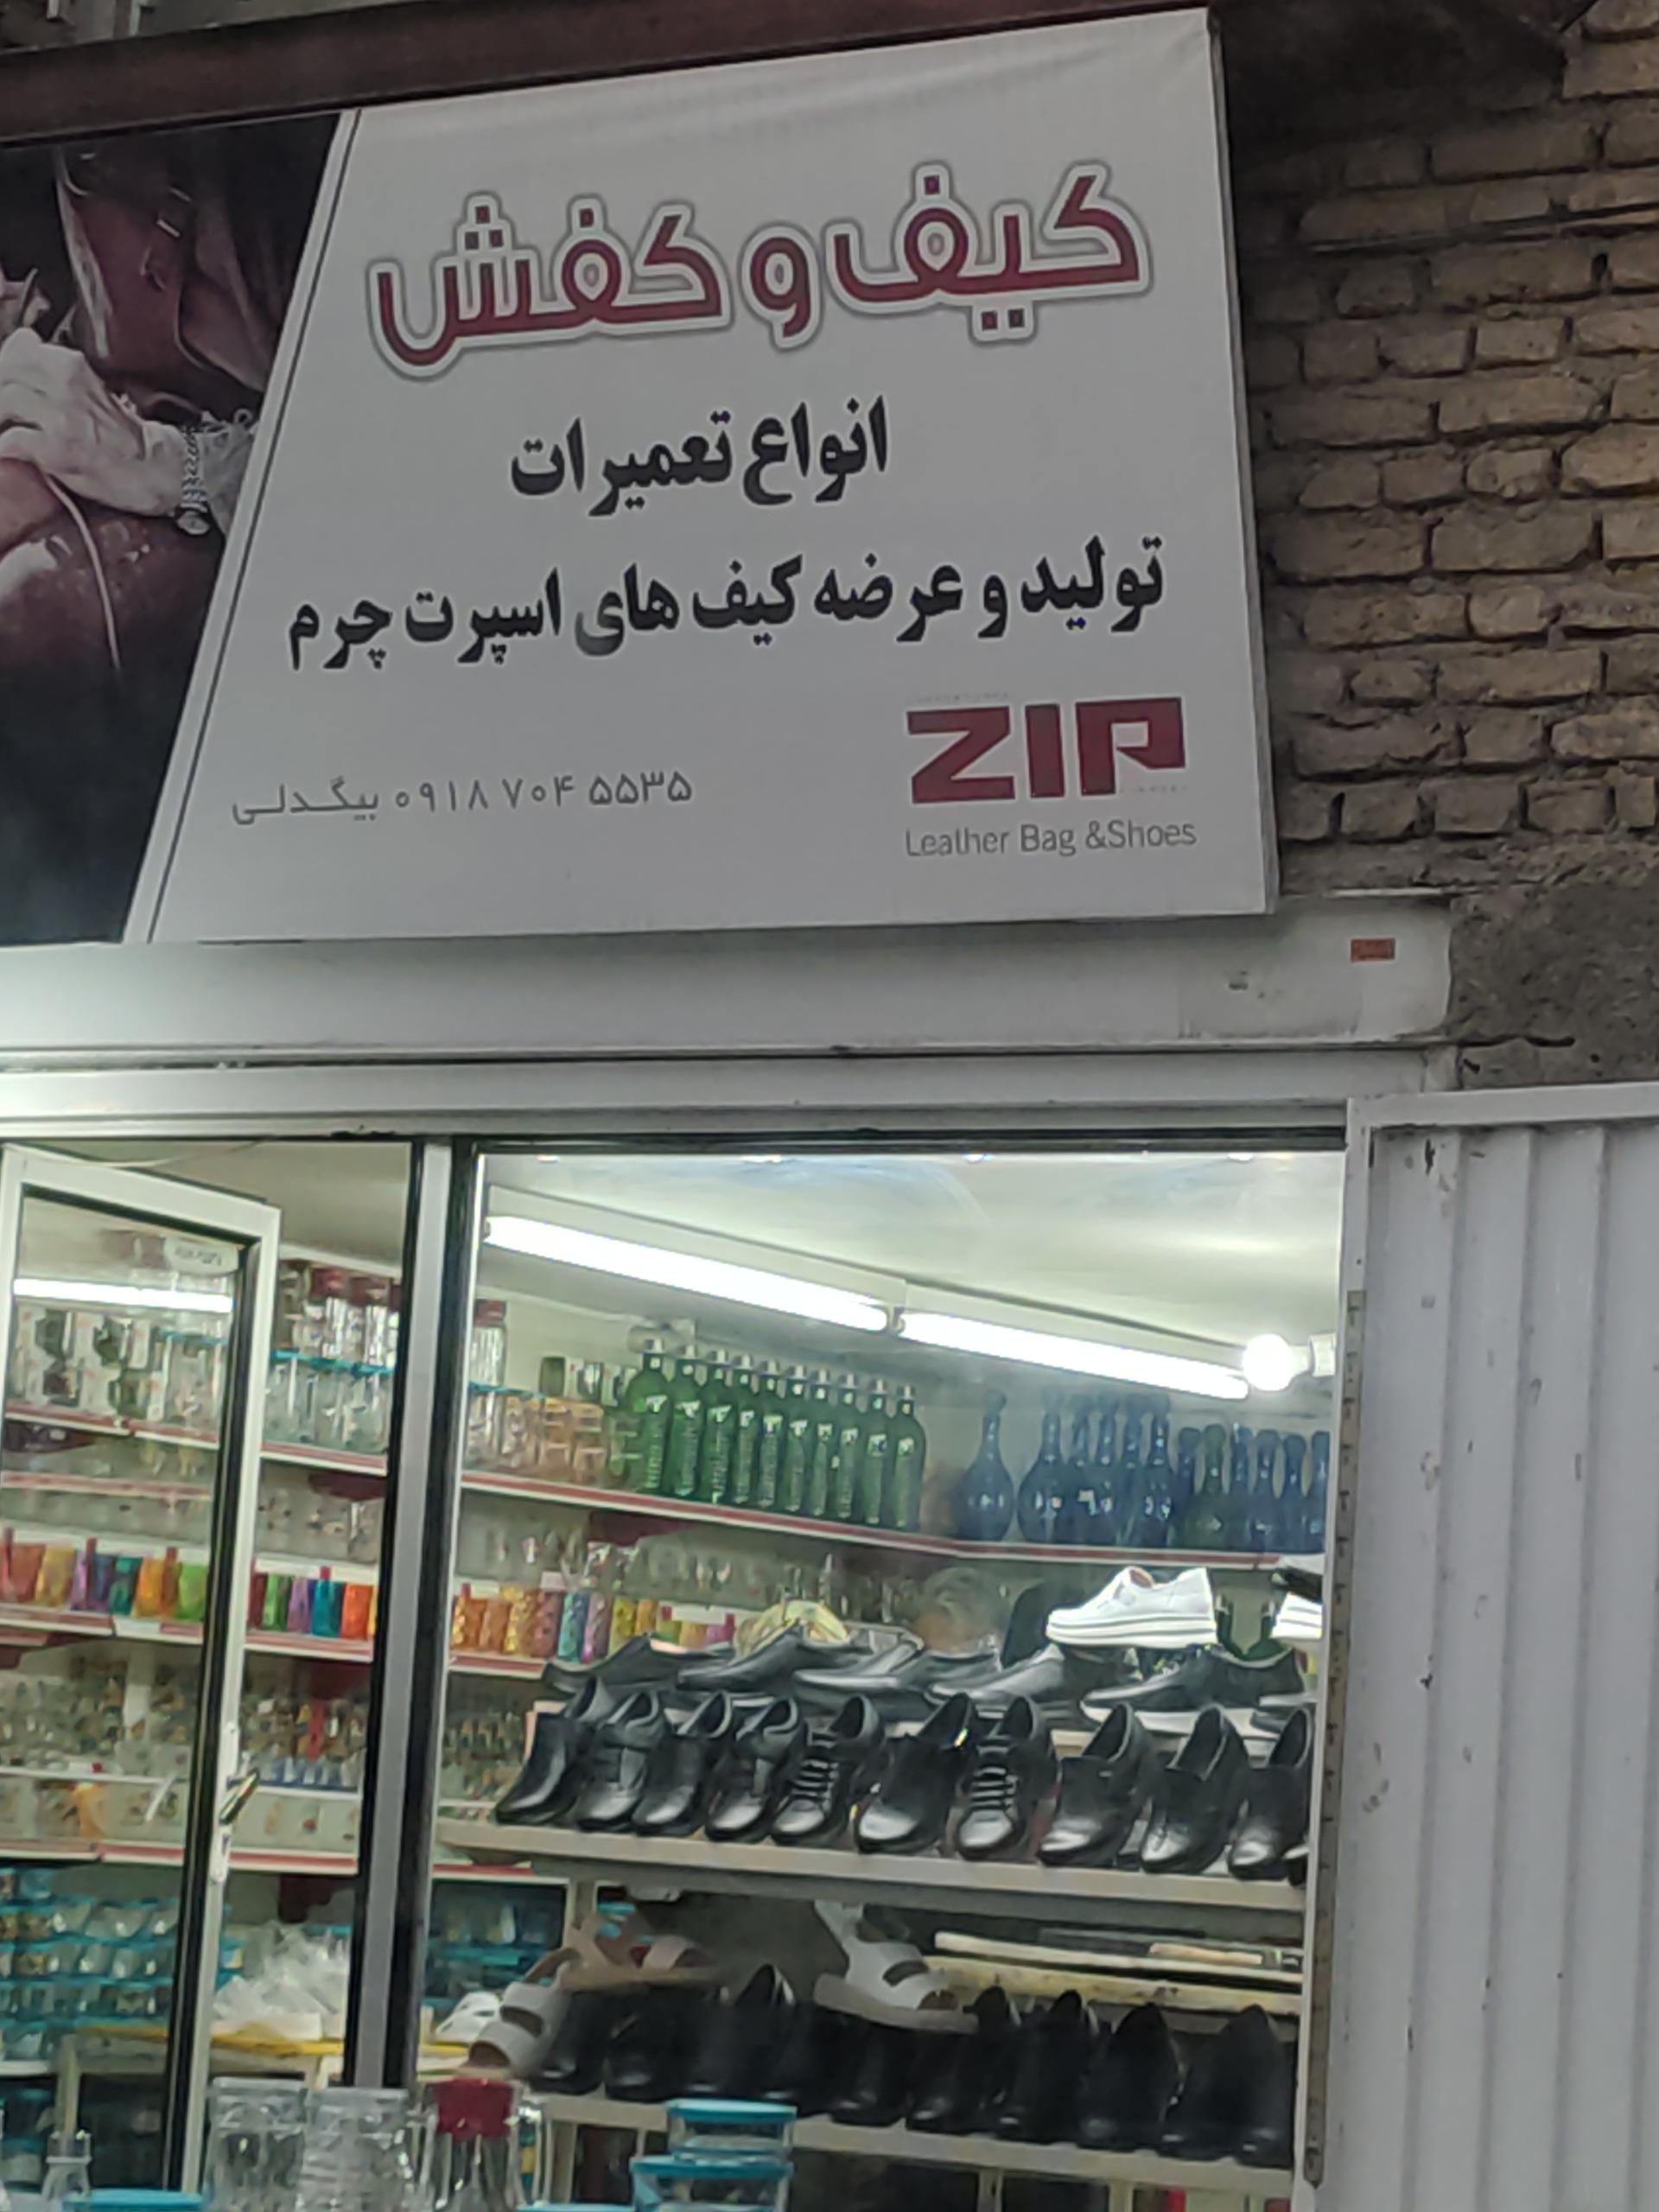 کیف و کفش
انواع تعمیرات
تولید و عرضه کیف های اسپرت چرم
ZIP
Leather Bag &Shoes
۰۹۱۸ ۷۰۴ ۵۵۳۵ بیگدلی